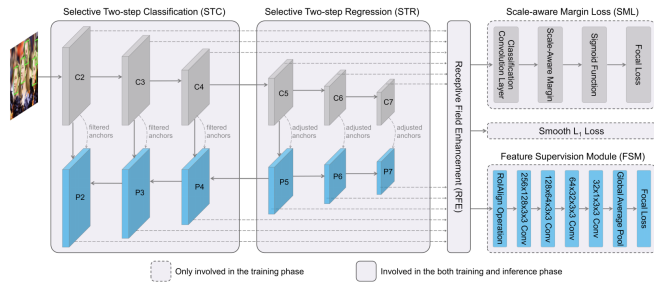 Selective Two-step Classification (STC)
Selective Two-step Regression (STR)
Scale-aware Margin Loss (SML)
C2
C3
C4
C5
C6
C7
filtered
anchors
filtered
anchors
filtered
anchors
adjusted
anchors
adjusted
anchors
adjusted
anchors
P2
P3
P4
P5
P6
P7
Receptive Field Enhancement (RFE)
Classification
Convolution Layer
Scale-Aware
Margin
Sigmoid Function
Focal Loss
Smooth L₁ Loss
Feature Supervision Module (FSM)
RoIAlign Operation
256x128x3x3 Conv
128x64x3x3 Conv
64x32x3x3 Conv
32x1x3x3 Conv
Global Average Pool
Focal Loss
Only involved in the training phase
Involved in the both training and inference phase